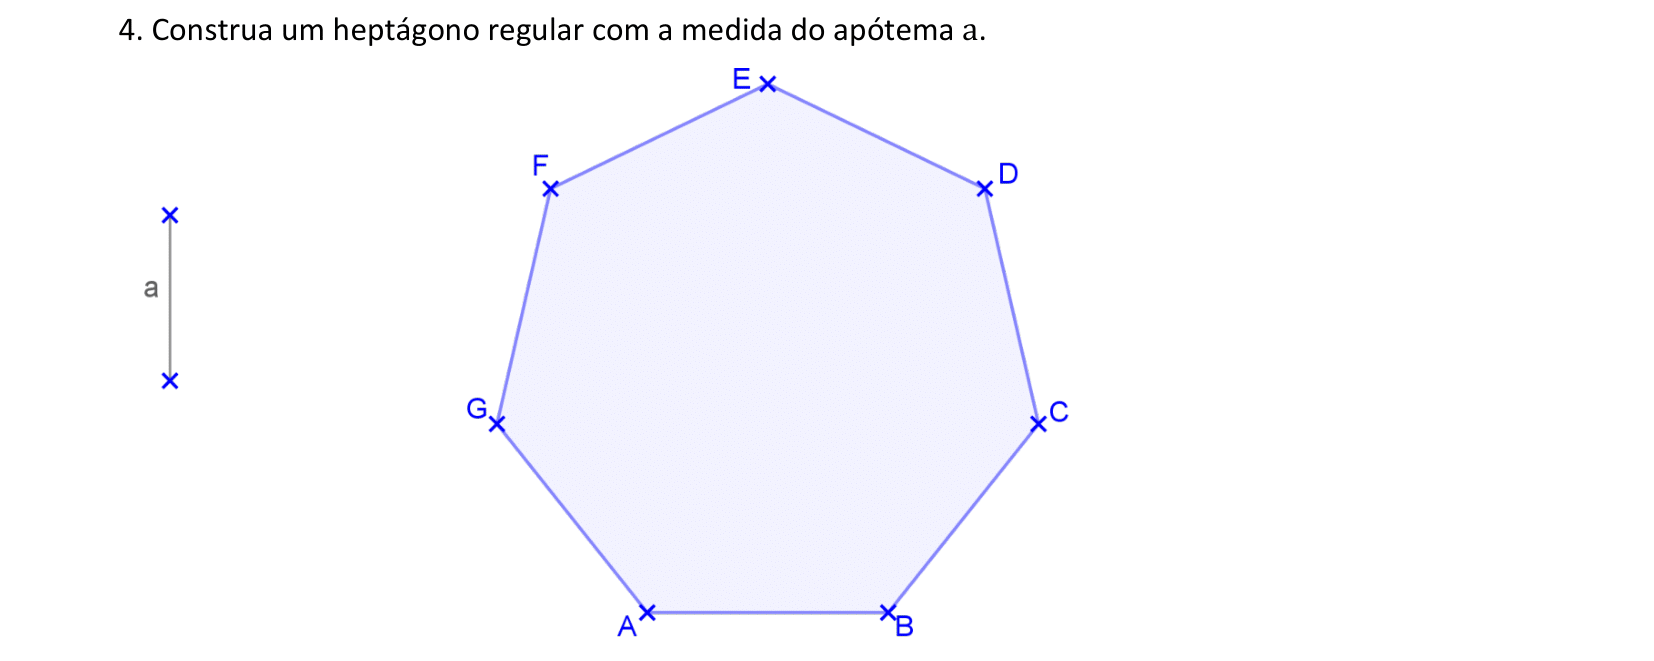 4. Construa um heptágono regular com a medida do apótema a.
E
F
D
a
G
C
A
B